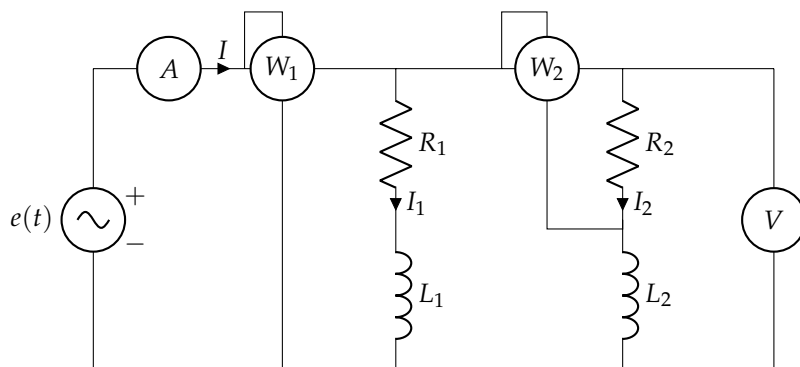 A
I
W₁
W₂
R₁
R₂
I₁
I₂
e(t)
+
−
V
L₁
L₂